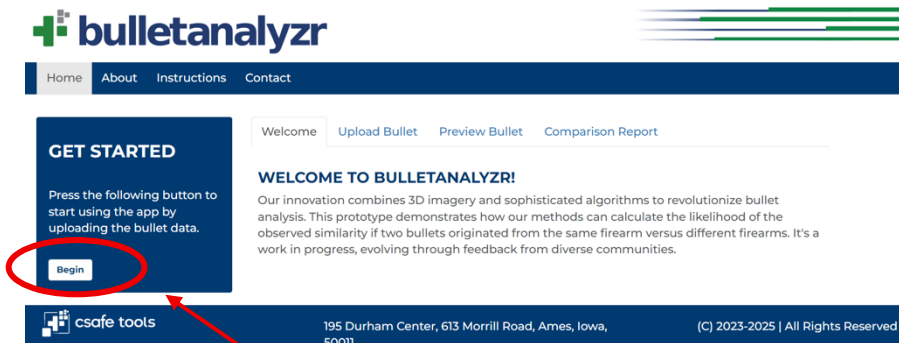 bulletanalyzr
Home About Instructions Contact
GET STARTED
Press the following button to
start using the app by
uploading the bullet data.
Begin
Welcome Upload Bullet Preview Bullet Comparison Report
WELCOME TO BULLETANALYZR!
Our innovation combines 3D imagery and sophisticated algorithms to revolutionize bullet
analysis. This prototype demonstrates how our methods can calculate the likelihood of the
observed similarity if two bullets originated from the same firearm versus different firearms. It's a
work in progress, evolving through feedback from diverse communities.
csafe tools
195 Durham Center, 613 Morrill Road, Ames, Iowa,
50011
(C) 2023-2025 | All Rights Reserved